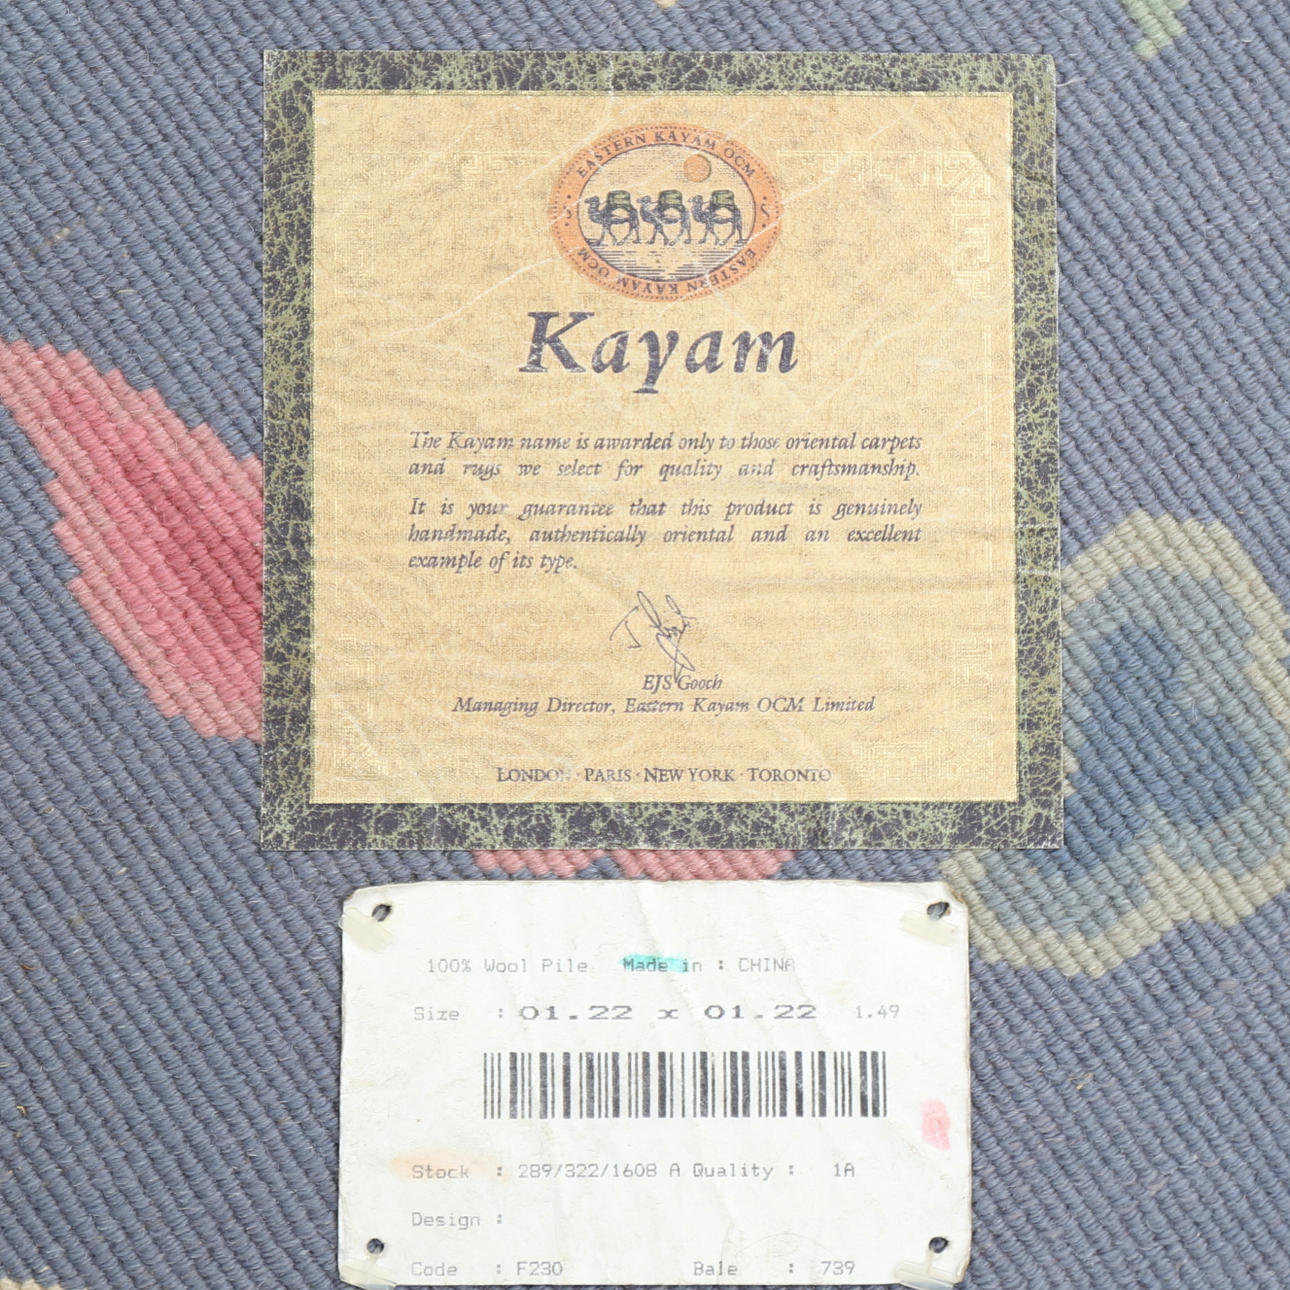 EASTERN KAYAM OCM
S S
EASTERN KAYAM OCM
Kayam
The Kayam name is awarded only to those oriental carpets
and rugs we select for quality and craftsmanship.
It is your guarantee that this product is genuinely
handmade, authentically oriental and an excellent
example of its type.
EJS Gooch
Managing Director, Eastern Kayam OCM Limited
LONDON · PARIS · NEW YORK · TORONTO
100% Wool Pile Made in : CHINA
Size : 01.22 x 01.22 1.49
Stock : 289/322/1608 A Quality : 1A
Design :
Code : F230 Bale : 739